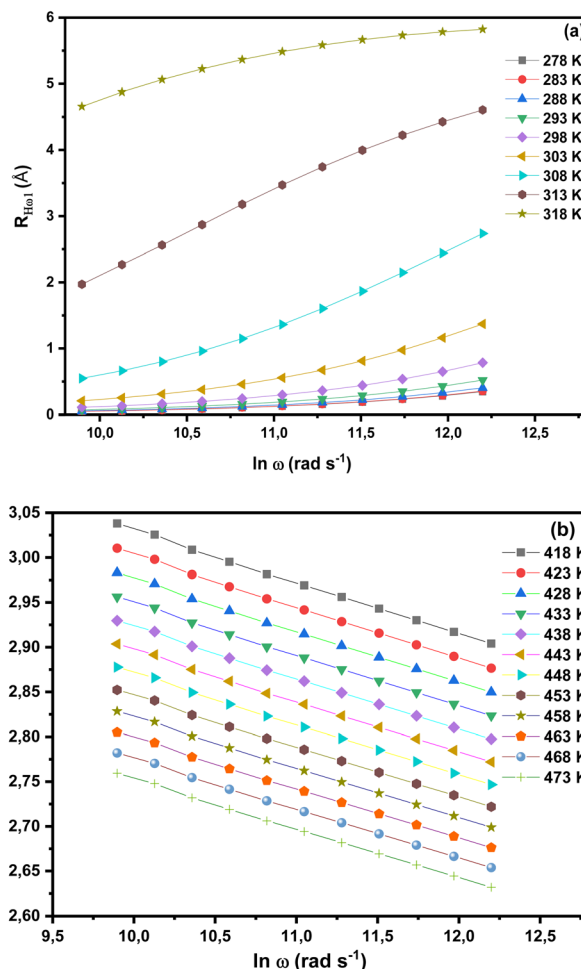 (a)
6
5
4
3
2
1
0
R_Hω1 (Å)
278 K
283 K
288 K
293 K
298 K
303 K
308 K
313 K
318 K
10,0 10,5 11,0 11,5 12,0 12,5
ln ω (rad s⁻¹)
(b)
3,05
3,00
2,95
2,90
2,85
2,80
2,75
2,70
2,65
2,60
418 K
423 K
428 K
433 K
438 K
443 K
448 K
453 K
458 K
463 K
468 K
473 K
9,5 10,0 10,5 11,0 11,5 12,0 12,5
ln ω (rad s⁻¹)